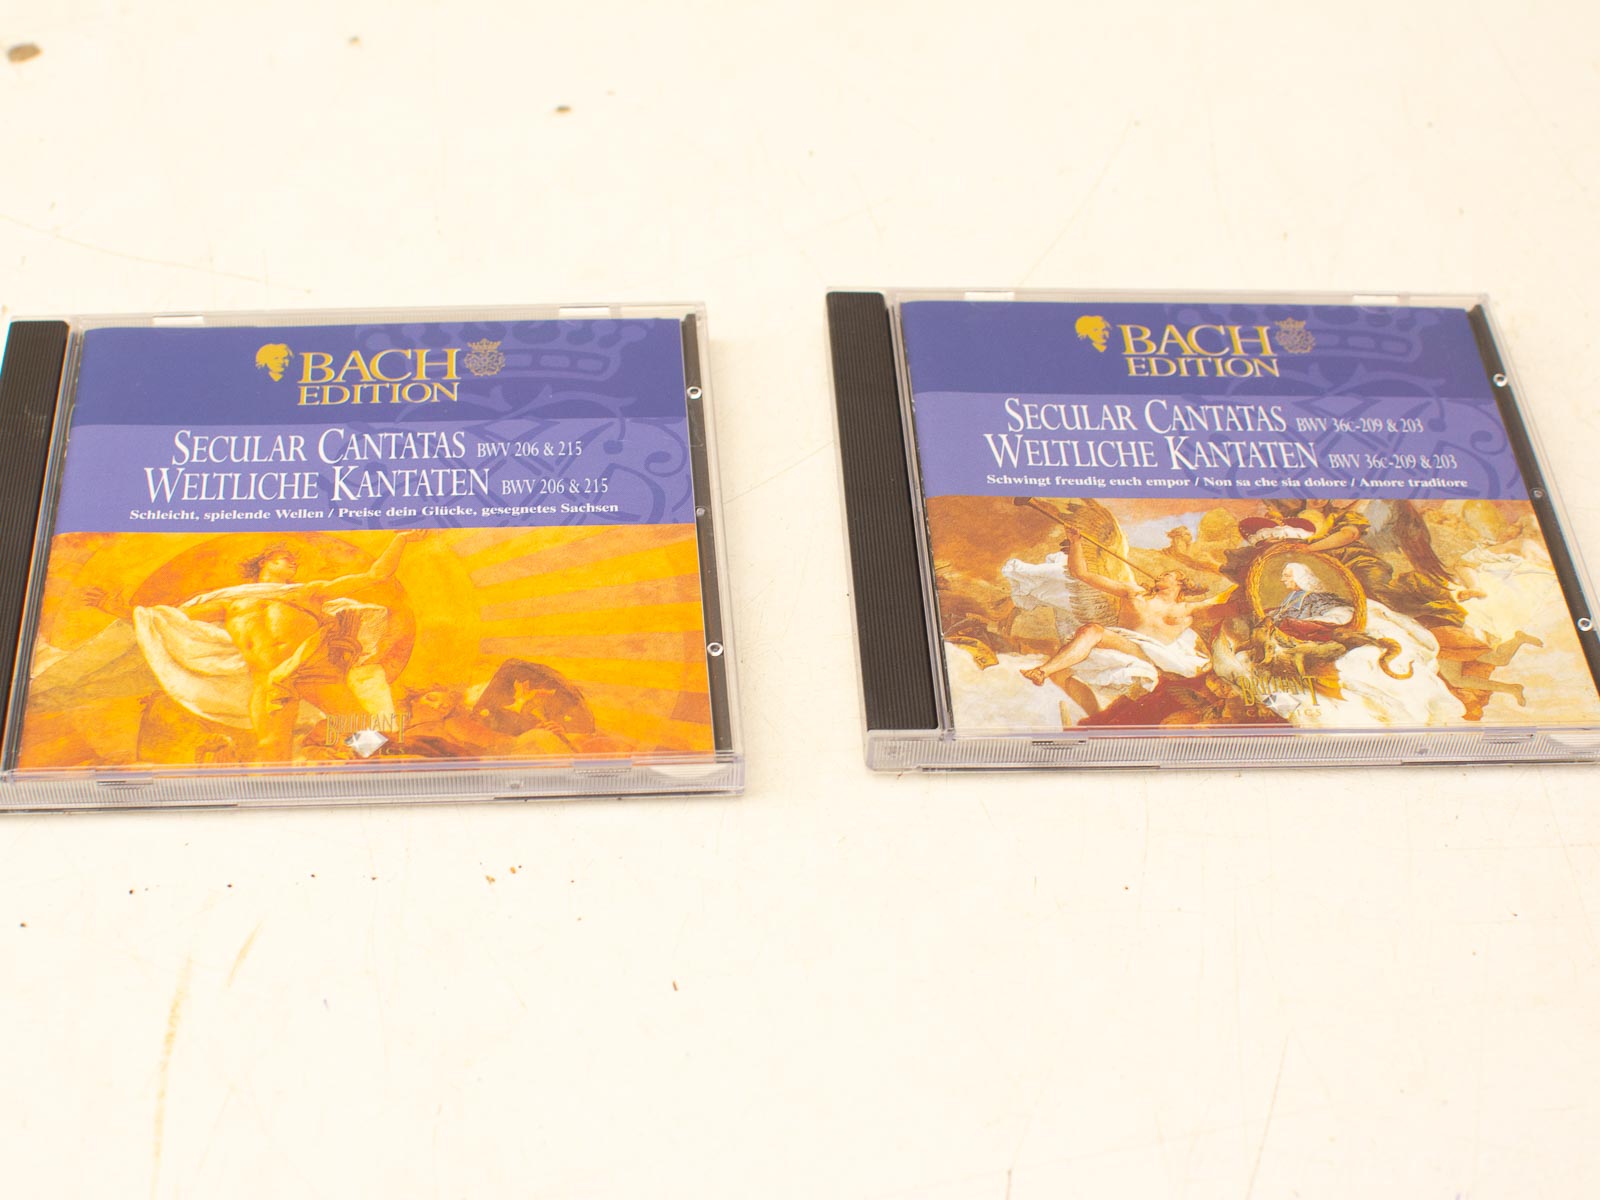 BACH
EDITION
SECULAR CANTATAS BWV 206 & 215
WELTLICHE KANTATEN BWV 206 & 215
Schleicht, spielende Wellen / Preise dein Glücke, gesegnetes Sachsen
BRILLIANT
CLASSICS
BACH
EDITION
SECULAR CANTATAS BWV 36c-209 & 203
WELTLICHE KANTATEN BWV 36c-209 & 203
Schwingt freudig euch empor / Non sa che sia dolore / Amore traditore
BRILLIANT
CLASSICS